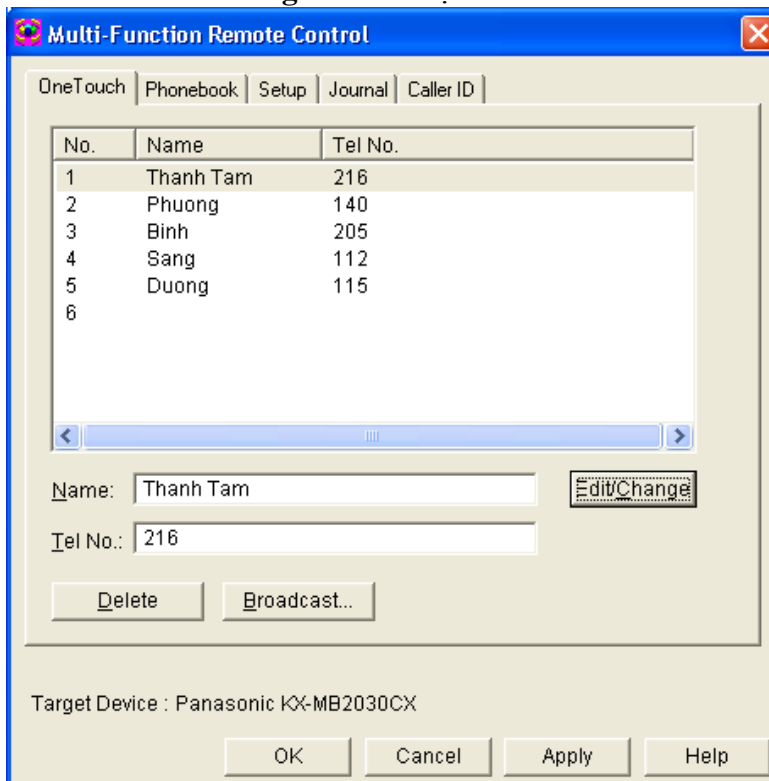 Multi-Function Remote Control
OneTouch Phonebook Setup Journal Caller ID
No. Name Tel No.
1 Thanh Tam 216
2 Phuong 140
3 Binh 205
4 Sang 112
5 Duong 115
6
Name: Thanh Tam Edit/Change
Tel No.: 216
Delete Broadcast...
Target Device : Panasonic KX-MB2030CX
OK Cancel Apply Help